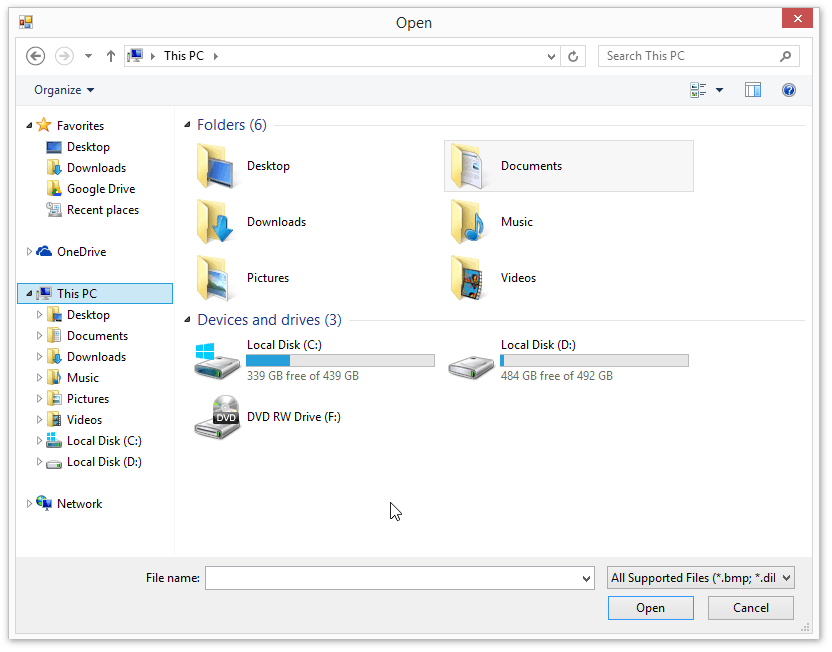 Open
This PC
Search This PC
Organize
Favorites
Desktop
Downloads
Google Drive
Recent places
OneDrive
This PC
Desktop
Documents
Downloads
Music
Pictures
Videos
Local Disk (C:)
Local Disk (D:)
Network
Folders (6)
Desktop
Documents
Downloads
Music
Pictures
Videos
Devices and drives (3)
Local Disk (C:)
339 GB free of 439 GB
Local Disk (D:)
484 GB free of 492 GB
DVD
DVD RW Drive (F:)
File name:
All Supported Files (*.bmp; *.dil
Open
Cancel